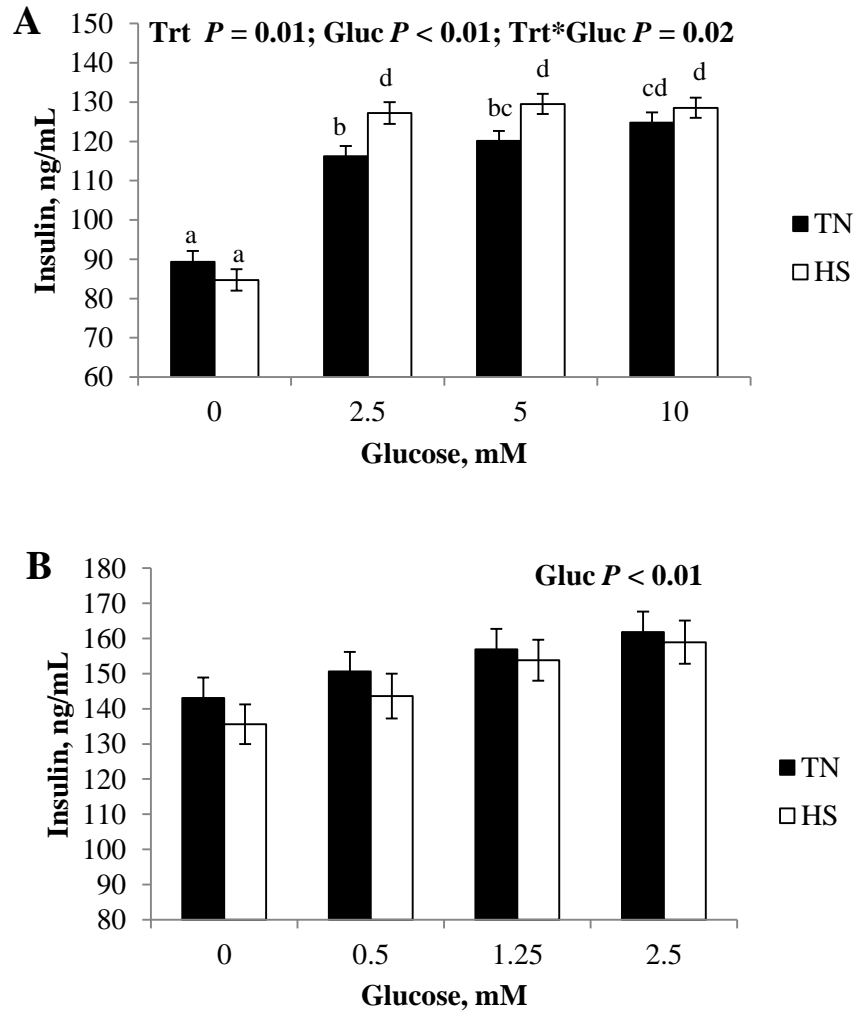 A
Trt P = 0.01; Gluc P < 0.01; Trt*Gluc P = 0.02
150
140
130
120
110
100
90
80
70
60
Insulin, ng/mL
a
a
b
d
bc
d
cd
d
0
2.5
5
10
Glucose, mM
TN
HS
B
Gluc P < 0.01
180
170
160
150
140
130
120
110
100
90
80
Insulin, ng/mL
0
0.5
1.25
2.5
Glucose, mM
TN
HS